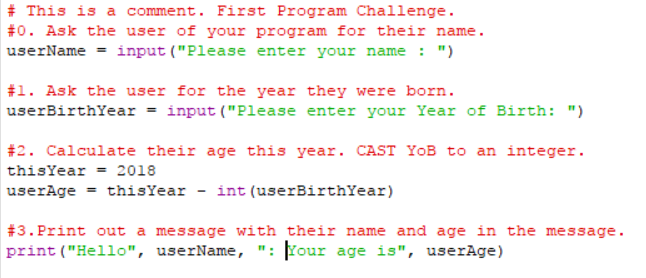 # This is a comment. First Program Challenge.
#0. Ask the user of your program for their name.
userName = input("Please enter your name : ")
#1. Ask the user for the year they were born.
userBirthYear = input("Please enter your Year of Birth: ")
#2. Calculate their age this year. CAST YoB to an integer.
thisYear = 2018
userAge = thisYear - int(userBirthYear)
#3.Print out a message with their name and age in the message.
print("Hello", userName, ": Your age is", userAge)